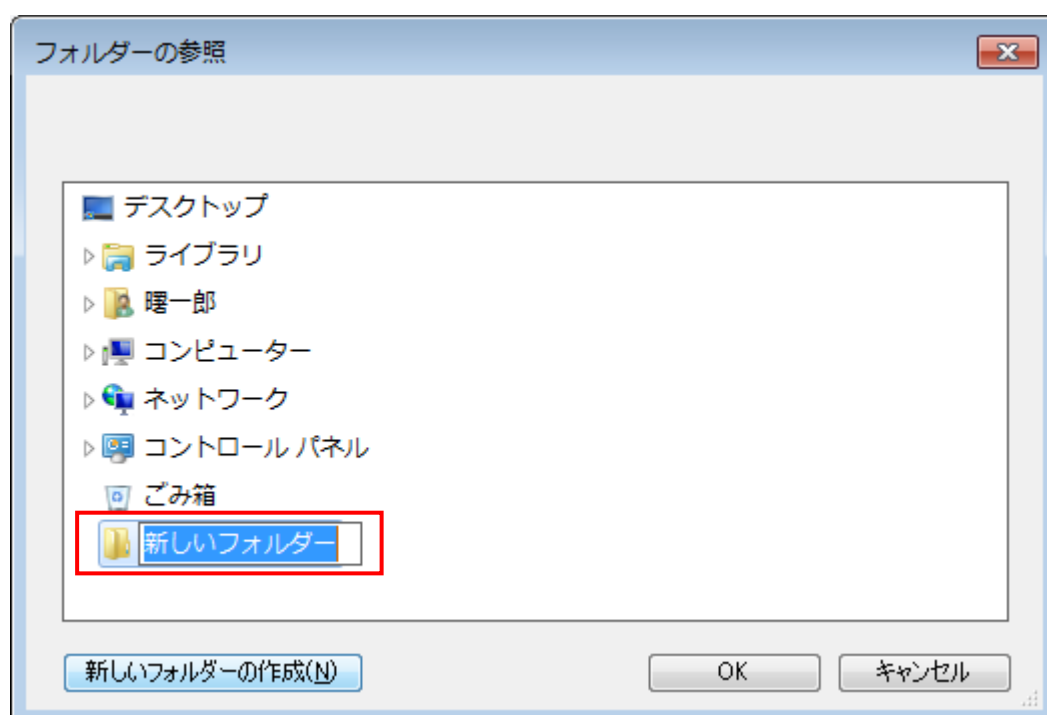 フォルダーの参照
デスクトップ
ライブラリ
曙一郎
コンピューター
ネットワーク
コントロール パネル
ごみ箱
新しいフォルダー
新しいフォルダーの作成(N)
OK
キャンセル